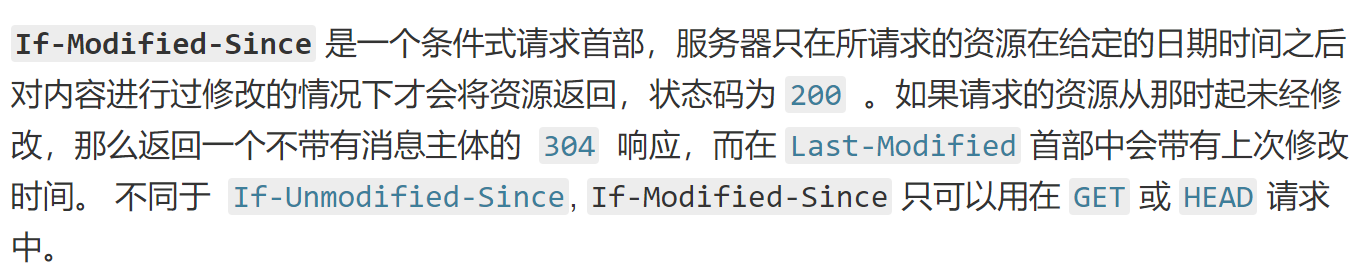 If-Modified-Since 是一个条件式请求首部，服务器只在所请求的资源在给定的日期时间之后
对内容进行过修改的情况下才会将资源返回，状态码为 200 。如果请求的资源从那时起未经修
改，那么返回一个不带有消息主体的 304 响应，而在 Last-Modified 首部中会带有上次修改
时间。 不同于 If-Unmodified-Since, If-Modified-Since 只可以用在 GET 或 HEAD 请求
中。